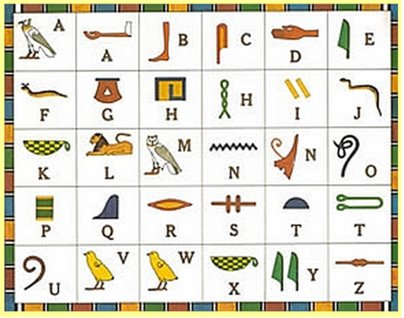 A A B C D E
F G H H I J
K L M N N O
P Q R S T T
U V W X Y Z